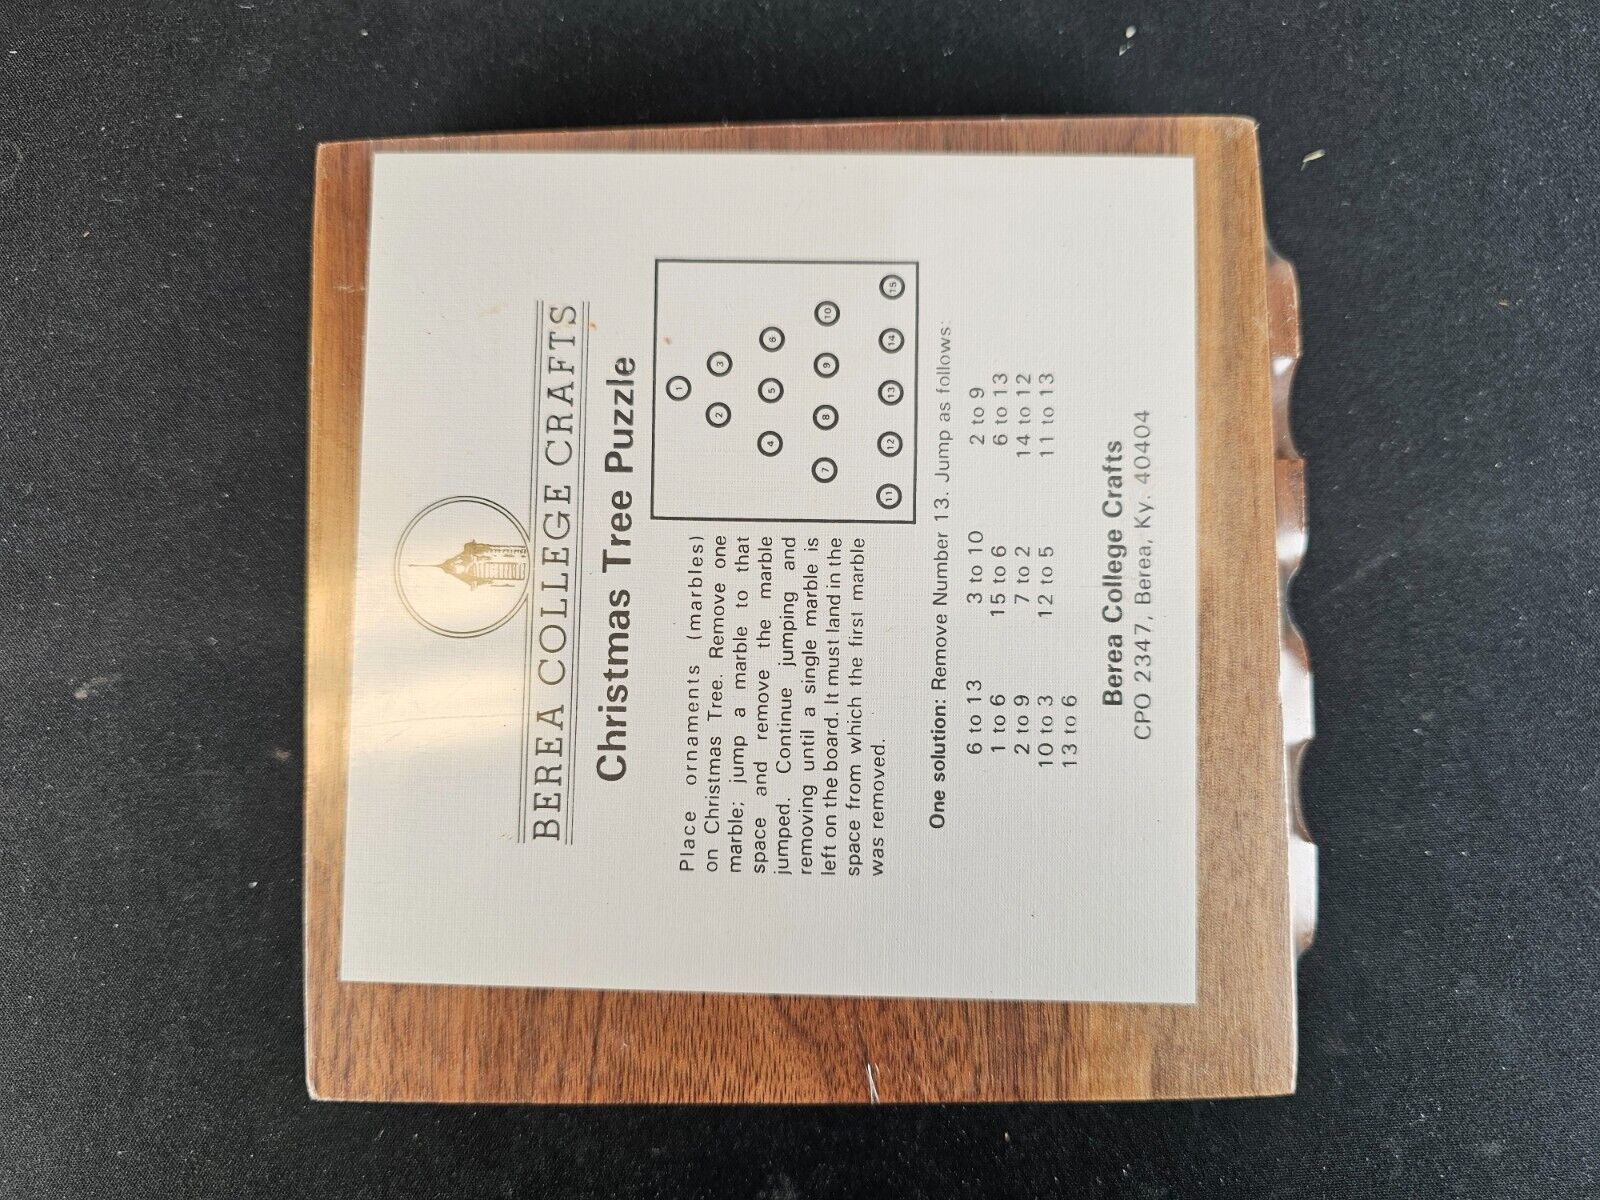 BEREA COLLEGE CRAFTS
Christmas Tree Puzzle
Place ornaments (marbles)
on Christmas Tree. Remove one
marble; jump a marble to that
space and remove the marble
jumped. Continue jumping and
removing until a single marble is
left on the board. It must land in the
space from which the first marble
was removed.
1
2 3
4 5 6
7 8 9 10
11 12 13 14 15
One solution: Remove Number 13. Jump as follows:
6 to 13 3 to 10 2 to 9
1 to 6 15 to 6 6 to 13
2 to 9 7 to 2 14 to 12
10 to 3 12 to 5 11 to 13
13 to 6
Berea College Crafts
CPO 2347, Berea, Ky. 40404